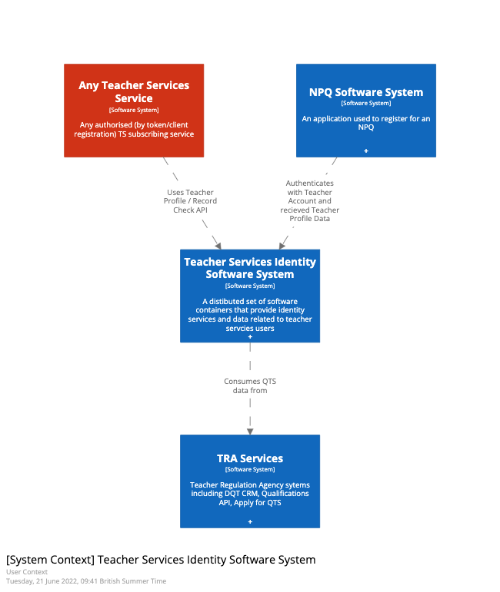 Any Teacher Services
Service
[Software System]
Any authorised (by token/client
registration) TS subscribing service
NPQ Software System
[Software System]
An application used to register for an
NPQ
+
Uses Teacher
Profile / Record
Check API
Authenticates
with Teacher
Account and
recieved Teacher
Profile Data
Teacher Services Identity
Software System
[Software System]
A distibuted set of software
containers that provide identity
services and data related to teacher
servcies users
+
Consumes QTS
data from
TRA Services
[Software System]
Teacher Regulation Agency sytems
including DQT CRM, Qualifications
API, Apply for QTS
+
[System Context] Teacher Services Identity Software System
User Context
Tuesday, 21 June 2022, 09:41 British Summer Time